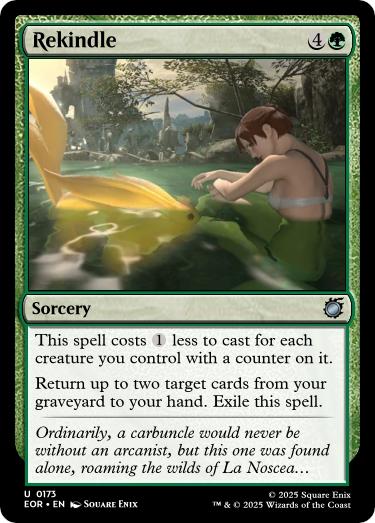 Rekindle 4
Sorcery
This spell costs 1 less to cast for each
creature you control with a counter on it.
Return up to two target cards from your
graveyard to your hand. Exile this spell.
Ordinarily, a carbuncle would never be
without an arcanist, but this one was found
alone, roaming the wilds of La Noscea...
U 0173
EOR • EN SQUARE ENIX
© 2025 Square Enix
™ & © 2025 Wizards of the Coast